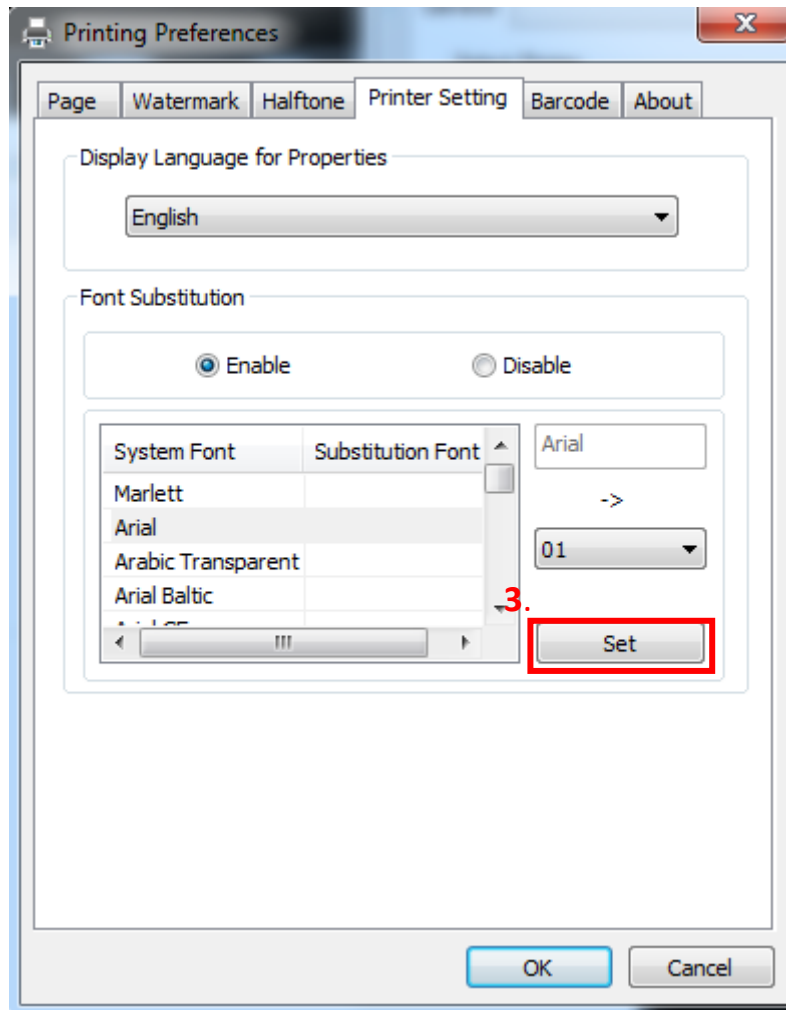 Printing Preferences
Page Watermark Halftone Printer Setting Barcode About
Display Language for Properties
English
Font Substitution
Enable Disable
System Font Substitution Font
Marlett
Arial
Arabic Transparent
Arial Baltic
Arial
->
01
3.
Set
OK Cancel